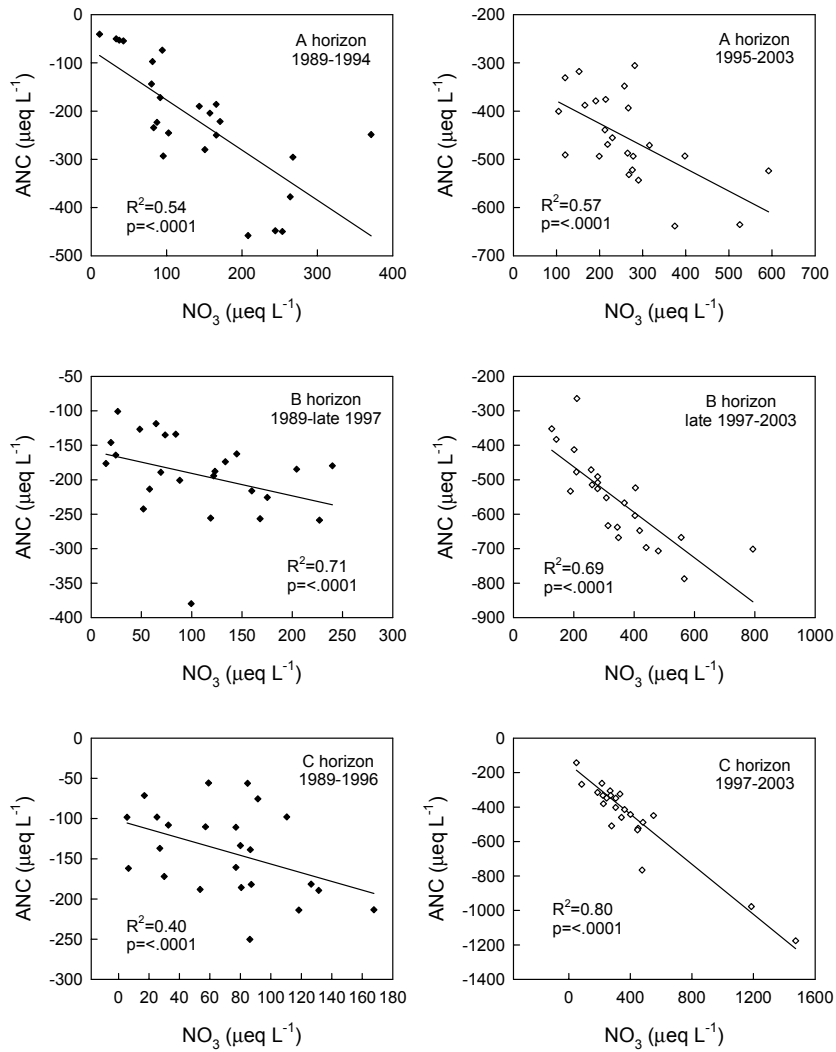 A horizon
1989-1994
0
-100
-200
-300
-400
-500
ANC (µeq L-1)
R2=0.54
p=<.0001
0 100 200 300 400
NO3 (µeq L-1)
A horizon
1995-2003
-200
-300
-400
-500
-600
-700
ANC (µeq L-1)
R2=0.57
p=<.0001
0 100 200 300 400 500 600 700
NO3 (µeq L-1)
B horizon
1989-late 1997
-50
-100
-150
-200
-250
-300
-350
-400
ANC (µeq L-1)
R2=0.71
p=<.0001
0 50 100 150 200 250 300
NO3 (µeq L-1)
B horizon
late 1997-2003
-200
-300
-400
-500
-600
-700
-800
-900
ANC (µeq L-1)
R2=0.69
p=<.0001
0 200 400 600 800 1000
NO3 (µeq L-1)
C horizon
1989-1996
0
-50
-100
-150
-200
-250
-300
ANC (µeq L-1)
R2=0.40
p=<.0001
0 20 40 60 80 100 120 140 160 180
NO3 (µeq L-1)
C horizon
1997-2003
0
-200
-400
-600
-800
-1000
-1200
-1400
ANC (µeq L-1)
R2=0.80
p=<.0001
0 400 800 1200 1600
NO3 (µeq L-1)